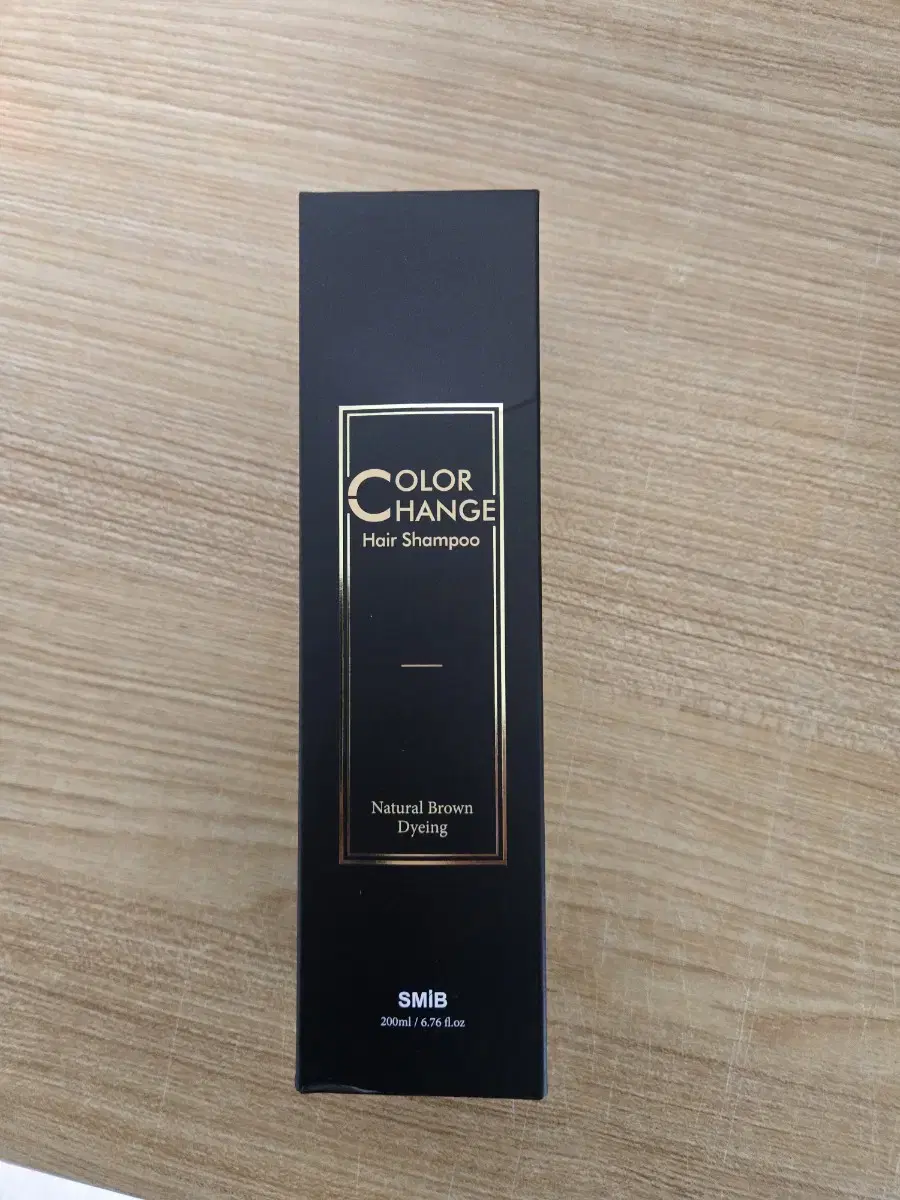 COLOR
CHANGE
Hair Shampoo
Natural Brown
Dyeing
SMiB
200ml / 6.76 fl.oz